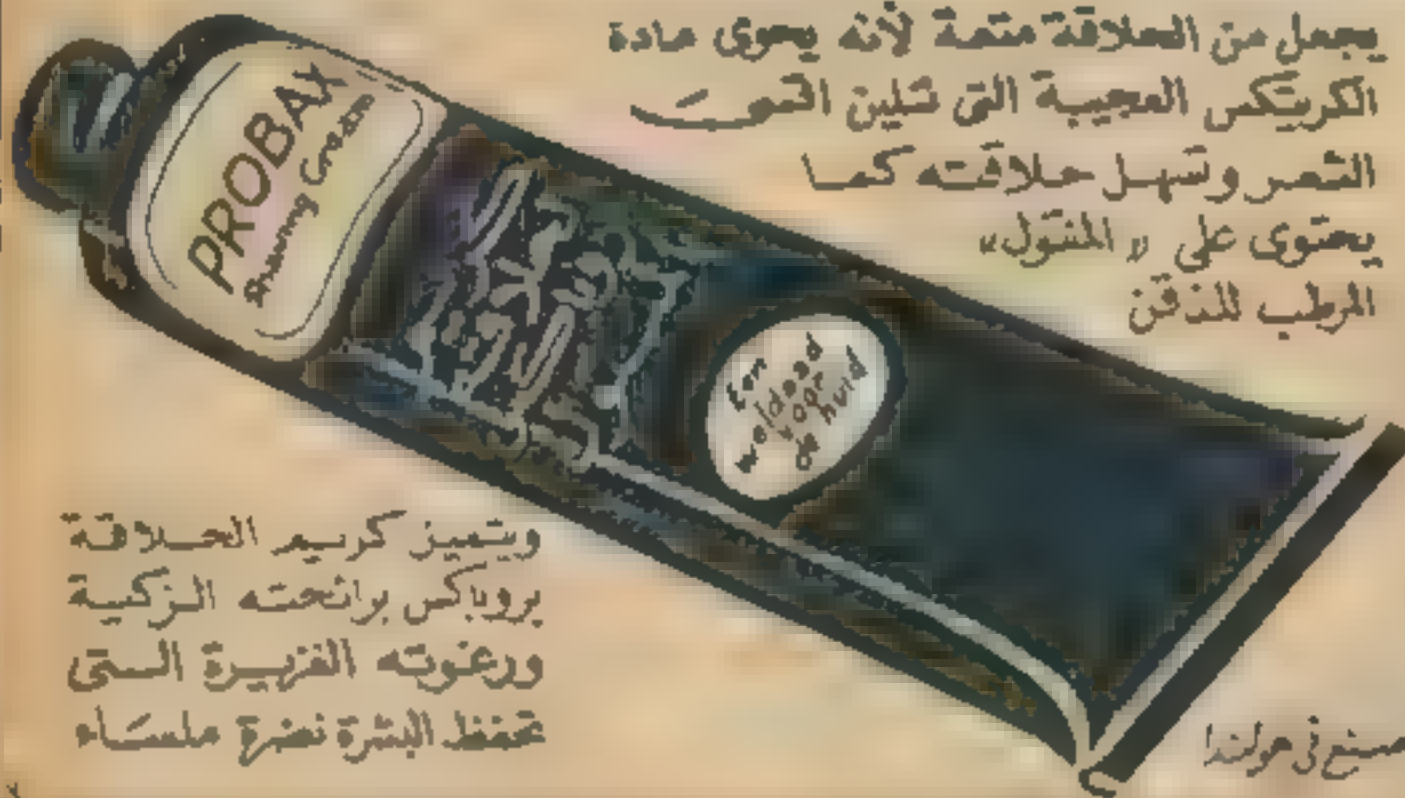 يجعل من الحلاقة متعة لأنه يحوى مادة
الكريتكس العجيبة التى تلين
الشعر وتسهل حلاقته كما
يحتوى على « المنتول »
المرطب للذقن
PROBAX
Shaving Cream
Een
weldaad
voor
de huid
ويتميز كريم الحلاقة
بروباكس برائحته الزكية
ورغوته الغزيرة التى
تحفظ البشرة نضرة ملساء
صنع فى هولندا